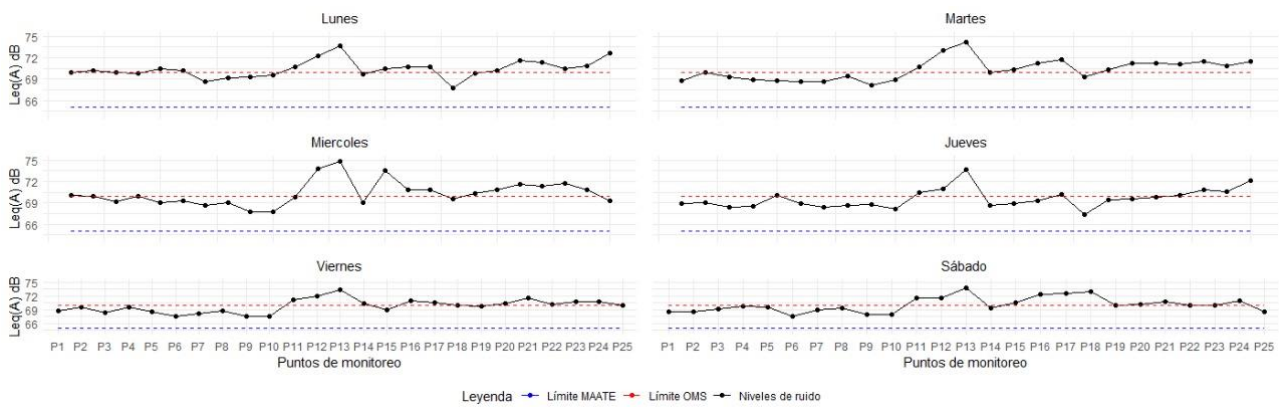 Lunes
Martes
75
72
69
66
Leq(A) dB
Miercoles
Jueves
75
72
69
66
Leq(A) dB
Viernes
Sábado
75
72
69
66
Leq(A) dB
P1 P2 P3 P4 P5 P6 P7 P8 P9 P10 P11 P12 P13 P14 P15 P16 P17 P18 P19 P20 P21 P22 P23 P24 P25
P1 P2 P3 P4 P5 P6 P7 P8 P9 P10 P11 P12 P13 P14 P15 P16 P17 P18 P19 P20 P21 P22 P23 P24 P25
Puntos de monitoreo
Puntos de monitoreo
Leyenda Límite MAATE Límite OMS Niveles de ruido